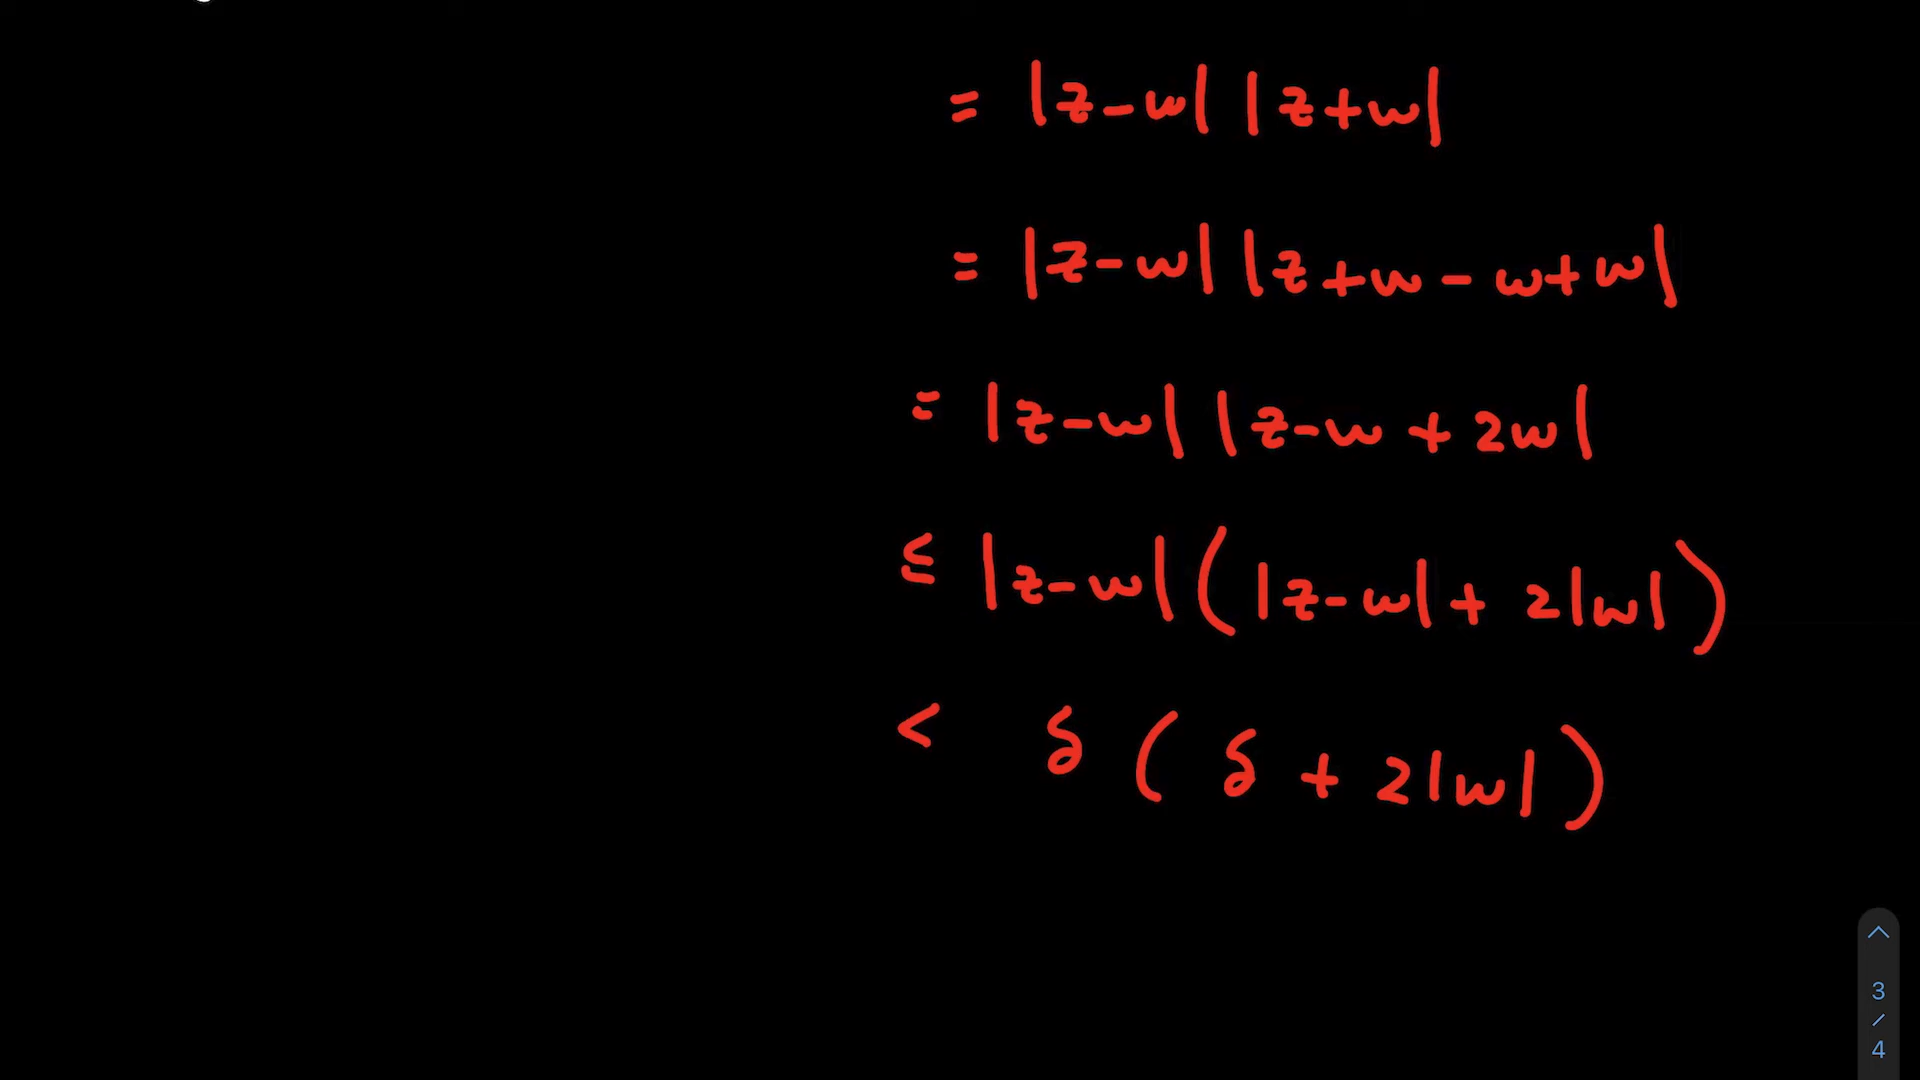 = |z-w| |z+w|
= |z-w| |z+w-w+w|
= |z-w| |z-w+2w|
≤ |z-w| (|z-w|+2|w|)
< δ (δ + 2|w|)
3
/
4